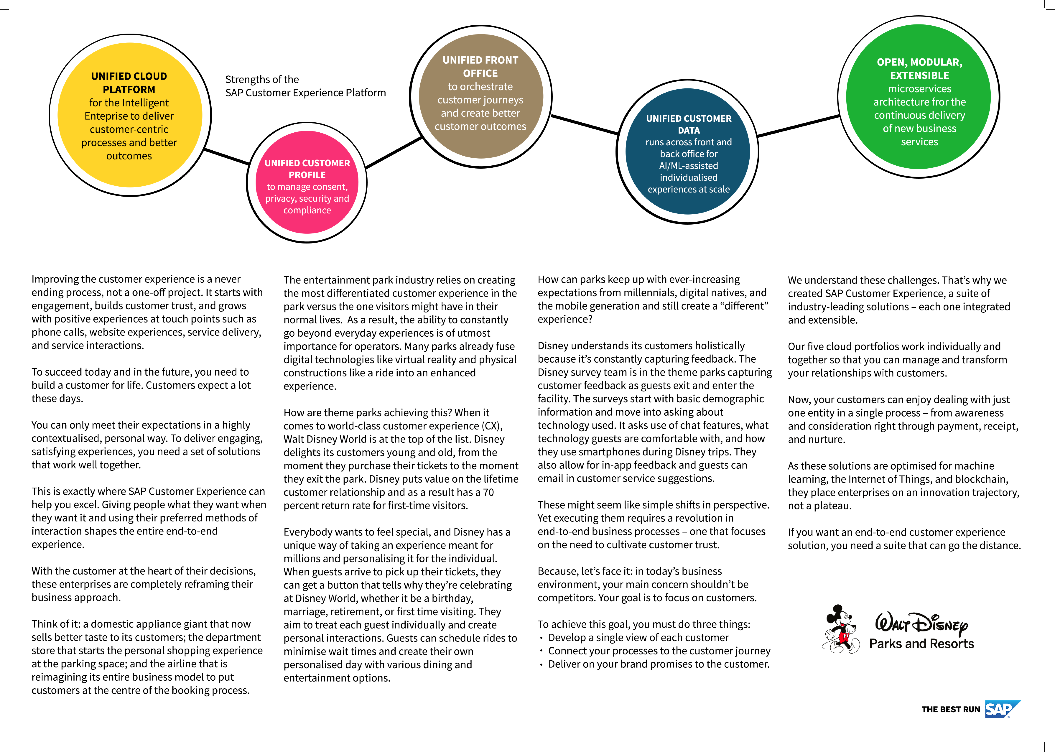 UNIFIED CLOUD
PLATFORM
for the Intelligent
Enteprise to deliver
customer-centric
processes and better
outcomes
Strengths of the
SAP Customer Experience Platform
UNIFIED CUSTOMER
PROFILE
to manage consent,
privacy, security and
compliance
UNIFIED FRONT
OFFICE
to orchestrate
customer journeys
and create better
customer outcomes
UNIFIED CUSTOMER
DATA
runs across front and
back office for
AI/ML-assisted
individualised
experiences at scale
OPEN, MODULAR,
EXTENSIBLE
microservices
architecture fror the
continuous delivery
of new business
services
Improving the customer experience is a never
ending process, not a one-off project. It starts with
engagement, builds customer trust, and grows
with positive experiences at touch points such as
phone calls, website experiences, service delivery,
and service interactions.
To succeed today and in the future, you need to
build a customer for life. Customers expect a lot
these days.
You can only meet their expectations in a highly
contextualised, personal way. To deliver engaging,
satisfying experiences, you need a set of solutions
that work well together.
This is exactly where SAP Customer Experience can
help you excel. Giving people what they want when
they want it and using their preferred methods of
interaction shapes the entire end-to-end
experience.
With the customer at the heart of their decisions,
these enterprises are completely reframing their
business approach.
Think of it: a domestic appliance giant that now
sells better taste to its customers; the department
store that starts the personal shopping experience
at the parking space; and the airline that is
reimagining its entire business model to put
customers at the centre of the booking process.
The entertainment park industry relies on creating
the most differentiated customer experience in the
park versus the one visitors might have in their
normal lives. As a result, the ability to constantly
go beyond everyday experiences is of utmost
importance for operators. Many parks already fuse
digital technologies like virtual reality and physical
constructions like a ride into an enhanced
experience.
How are theme parks achieving this? When it
comes to world-class customer experience (CX),
Walt Disney World is at the top of the list. Disney
delights its customers young and old, from the
moment they purchase their tickets to the moment
they exit the park. Disney puts value on the lifetime
customer relationship and as a result has a 70
percent return rate for first-time visitors.
Everybody wants to feel special, and Disney has a
unique way of taking an experience meant for
millions and personalising it for the individual.
When guests arrive to pick up their tickets, they
can get a button that tells why they're celebrating
at Disney World, whether it be a birthday,
marriage, retirement, or first time visiting. They
aim to treat each guest individually and create
personal interactions. Guests can schedule rides to
minimise wait times and create their own
personalised day with various dining and
entertainment options.
How can parks keep up with ever-increasing
expectations from millennials, digital natives, and
the mobile generation and still create a “different”
experience?
Disney understands its customers holistically
because it's constantly capturing feedback. The
Disney survey team is in the theme parks capturing
customer feedback as guests exit and enter the
facility. The surveys start with basic demographic
information and move into asking about
technology used. It asks use of chat features, what
technology guests are comfortable with, and how
they use smartphones during Disney trips. They
also allow for in-app feedback and guests can
email in customer service suggestions.
These might seem like simple shifts in perspective.
Yet executing them requires a revolution in
end-to-end business processes – one that focuses
on the need to cultivate customer trust.
Because, let's face it: in today's business
environment, your main concern shouldn't be
competitors. Your goal is to focus on customers.
To achieve this goal, you must do three things:
• Develop a single view of each customer
• Connect your processes to the customer journey
• Deliver on your brand promises to the customer.
We understand these challenges. That's why we
created SAP Customer Experience, a suite of
industry-leading solutions – each one integrated
and extensible.
Our five cloud portfolios work individually and
together so that you can manage and transform
your relationships with customers.
Now, your customers can enjoy dealing with just
one entity in a single process – from awareness
and consideration right through payment, receipt,
and nurture.
As these solutions are optimised for machine
learning, the Internet of Things, and blockchain,
they place enterprises on an innovation trajectory,
not a plateau.
If you want an end-to-end customer experience
solution, you need a suite that can go the distance.
WALT DISNEY
Parks and Resorts
THE BEST RUN SAP